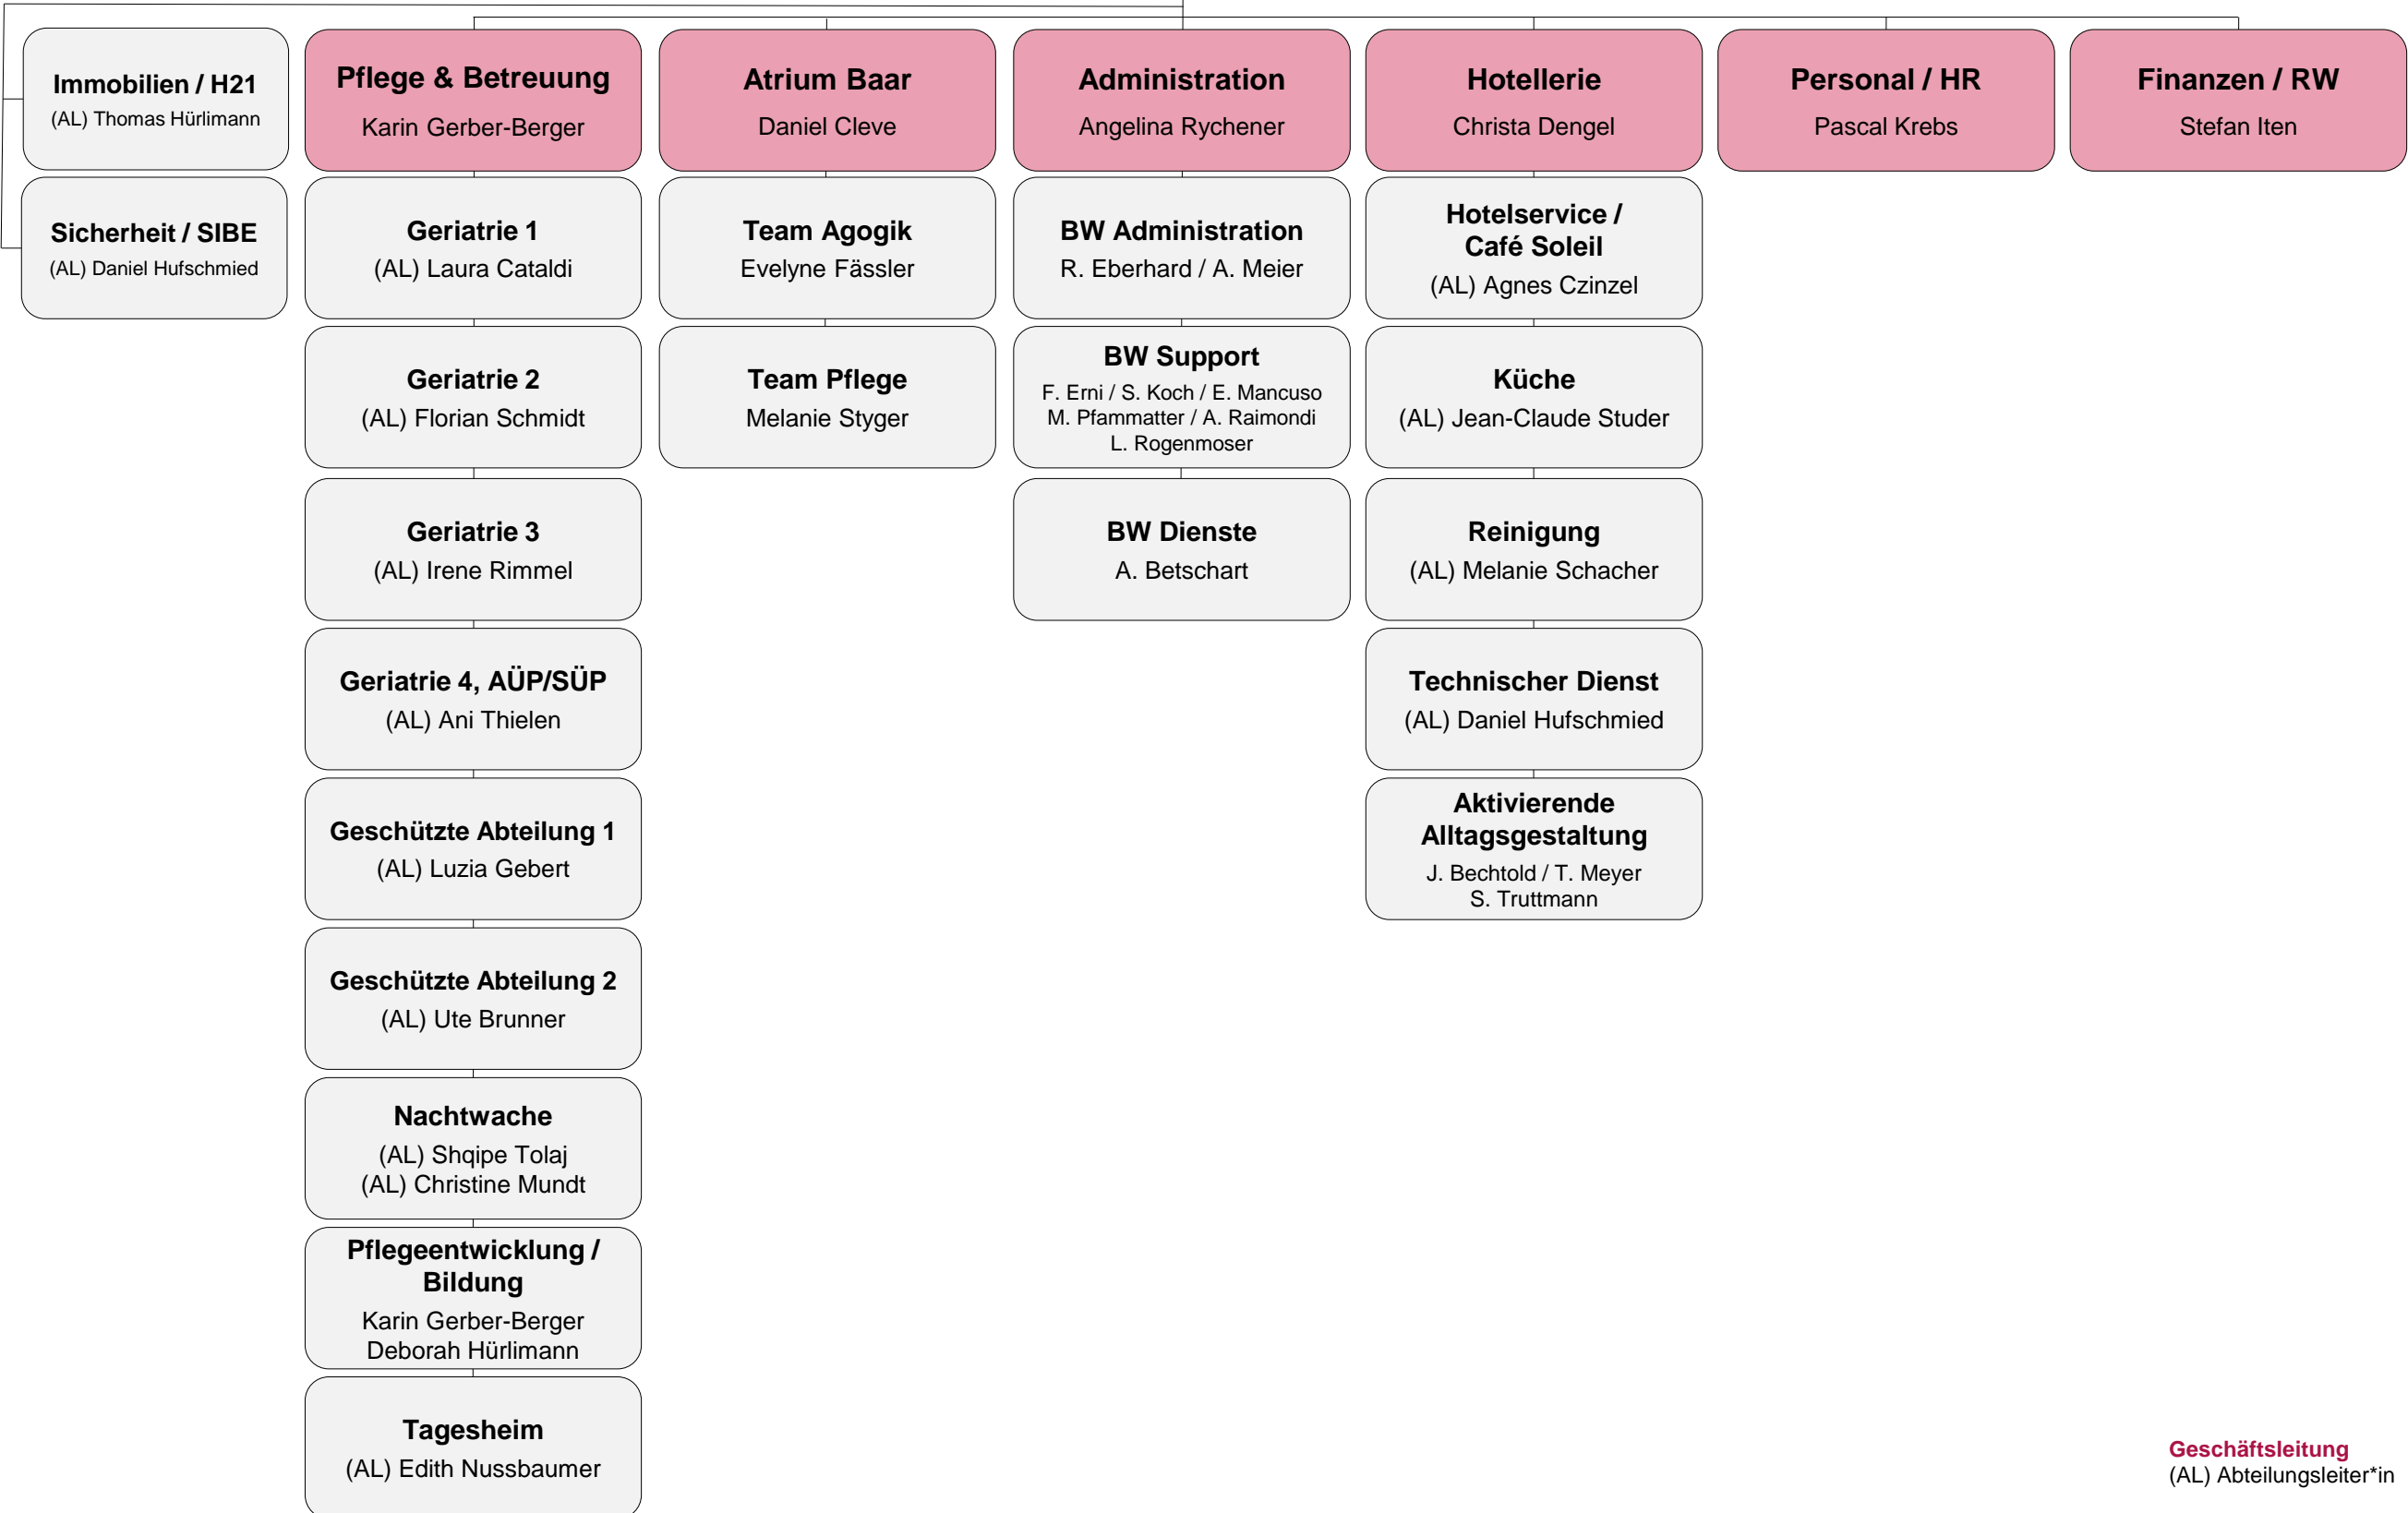 Immobilien / H21
(AL) Thomas Hürlimann
Sicherheit / SIBE
(AL) Daniel Hufschmied
Pflege & Betreuung
Karin Gerber-Berger
Geriatrie 1
(AL) Laura Cataldi
Geriatrie 2
(AL) Florian Schmidt
Geriatrie 3
(AL) Irene Rimmel
Geriatrie 4, AÜP/SÜP
(AL) Ani Thielen
Geschützte Abteilung 1
(AL) Luzia Gebert
Geschützte Abteilung 2
(AL) Ute Brunner
Nachtwache
(AL) Shqipe Tolaj
(AL) Christine Mundt
Pflegeentwicklung /
Bildung
Karin Gerber-Berger
Deborah Hürlimann
Tagesheim
(AL) Edith Nussbaumer
Atrium Baar
Daniel Cleve
Team Agogik
Evelyne Fässler
Team Pflege
Melanie Styger
Administration
Angelina Rychener
BW Administration
R. Eberhard / A. Meier
BW Support
F. Erni / S. Koch / E. Mancuso
M. Pfammatter / A. Raimondi
L. Rogenmoser
BW Dienste
A. Betschart
Hotellerie
Christa Dengel
Hotelservice /
Café Soleil
(AL) Agnes Czinzel
Küche
(AL) Jean-Claude Studer
Reinigung
(AL) Melanie Schacher
Technischer Dienst
(AL) Daniel Hufschmied
Aktivierende
Alltagsgestaltung
J. Bechtold / T. Meyer
S. Truttmann
Personal / HR
Pascal Krebs
Finanzen / RW
Stefan Iten
Geschäftsleitung
(AL) Abteilungsleiter*in